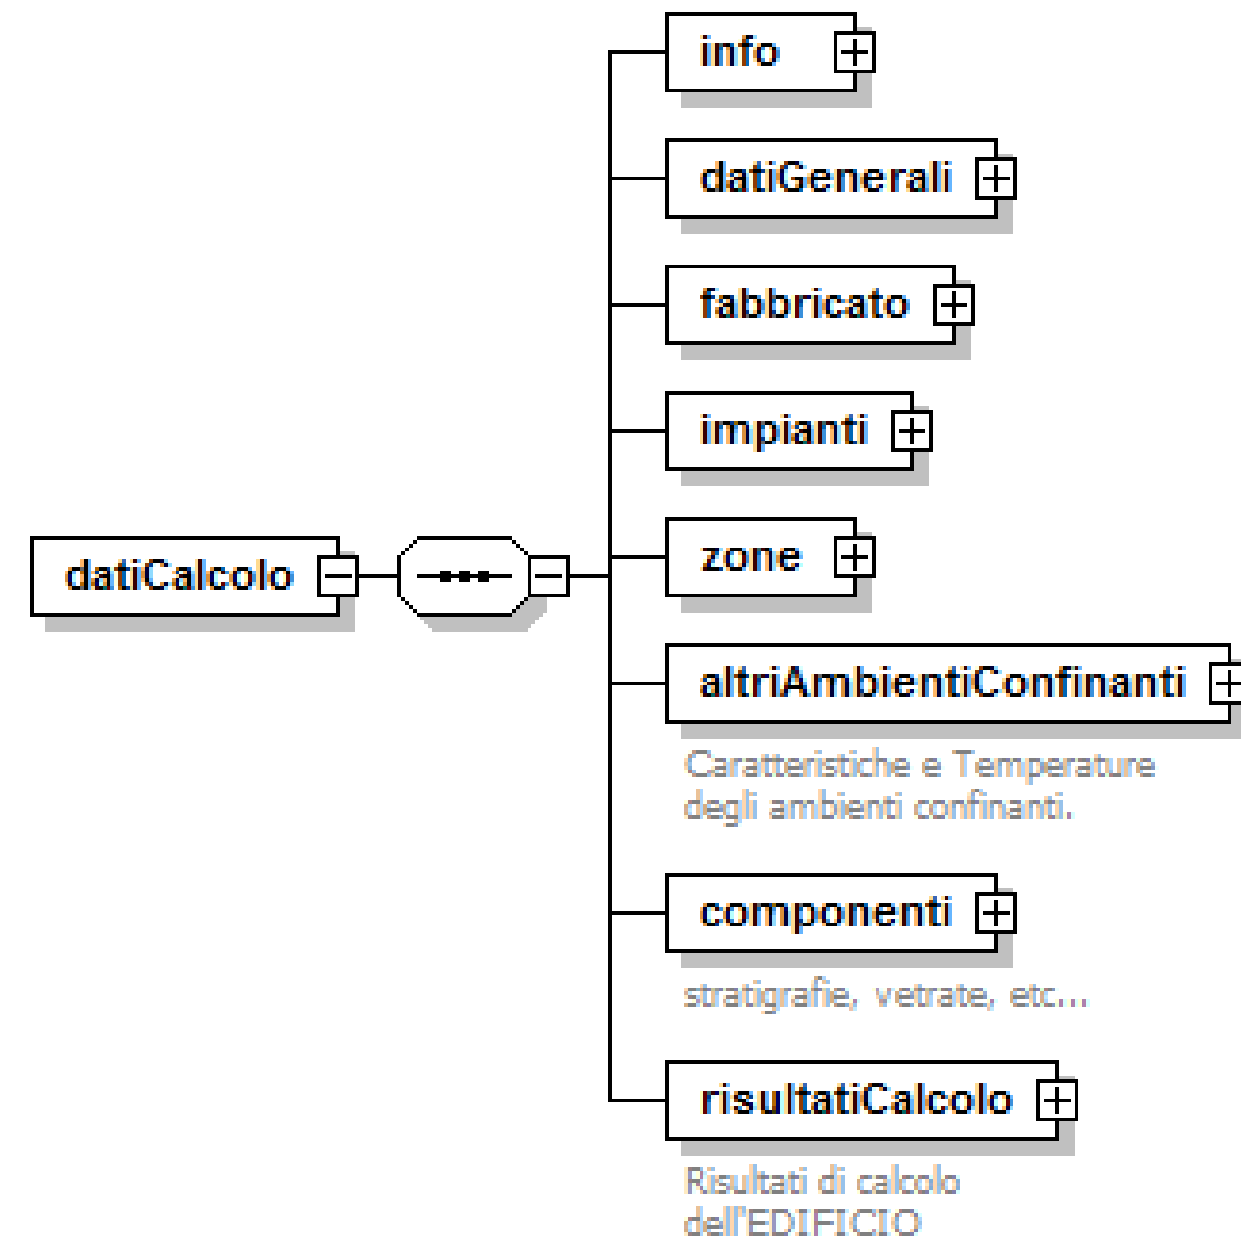 info
datiGenerali
fabbricato
impianti
zone
datiCalcolo
altriAmbientiConfinanti
Caratteristiche e Temperature
degli ambienti confinanti.
componenti
stratigrafie, vetrate, etc...
risultatiCalcolo
Risultati di calcolo
dell'EDIFICIO